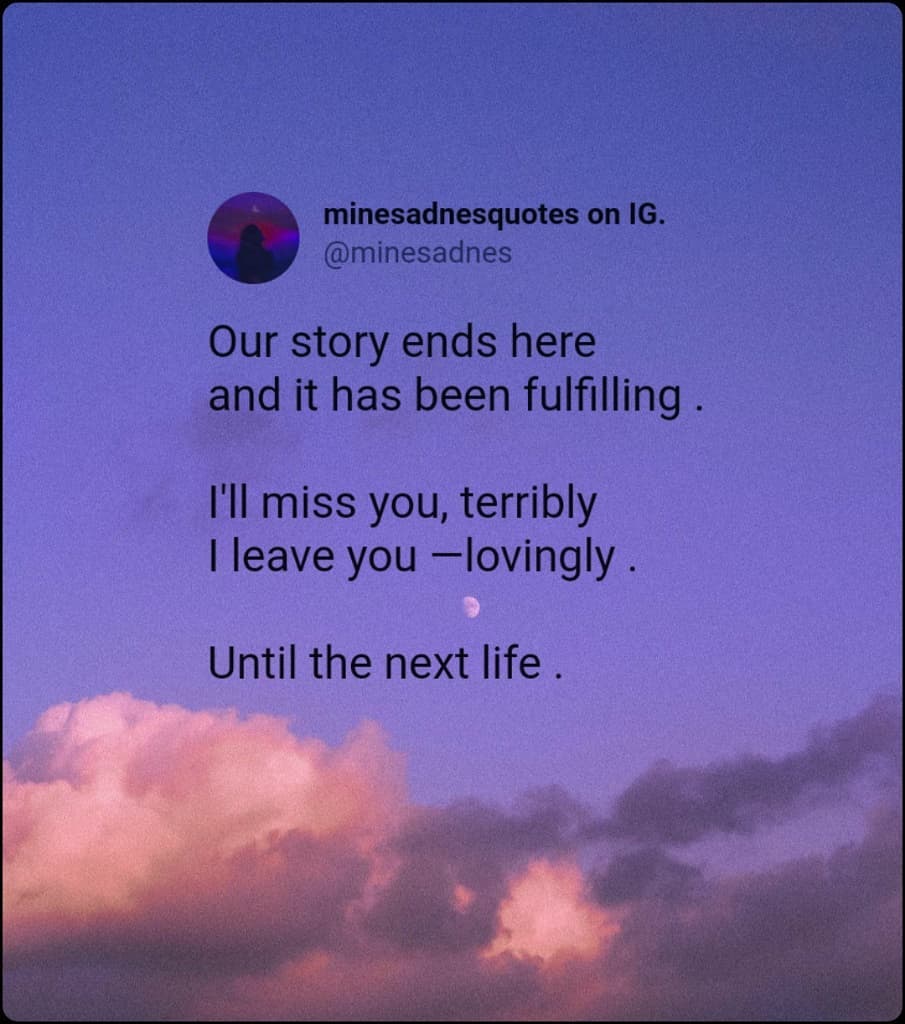 minesadnesquotes on IG.
@minesadnes
Our story ends here
and it has been fulfilling .
I'll miss you, terribly
I leave you —lovingly .
Until the next life .